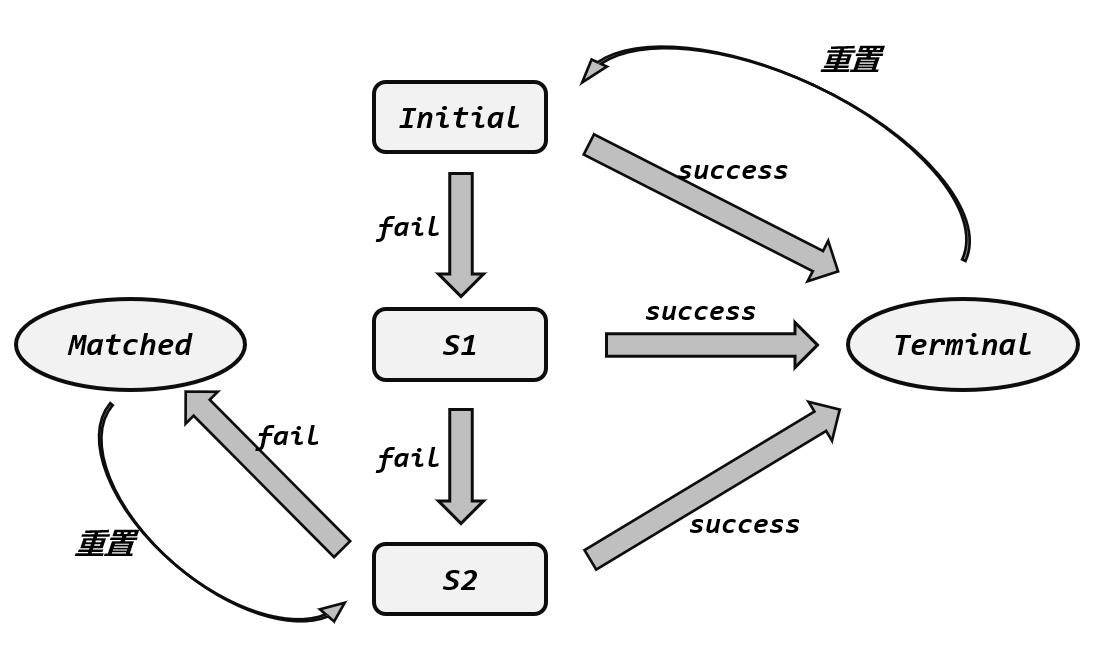 重置
Initial
success
fail
success
Matched
S1
Terminal
fail
fail
success
重置
S2